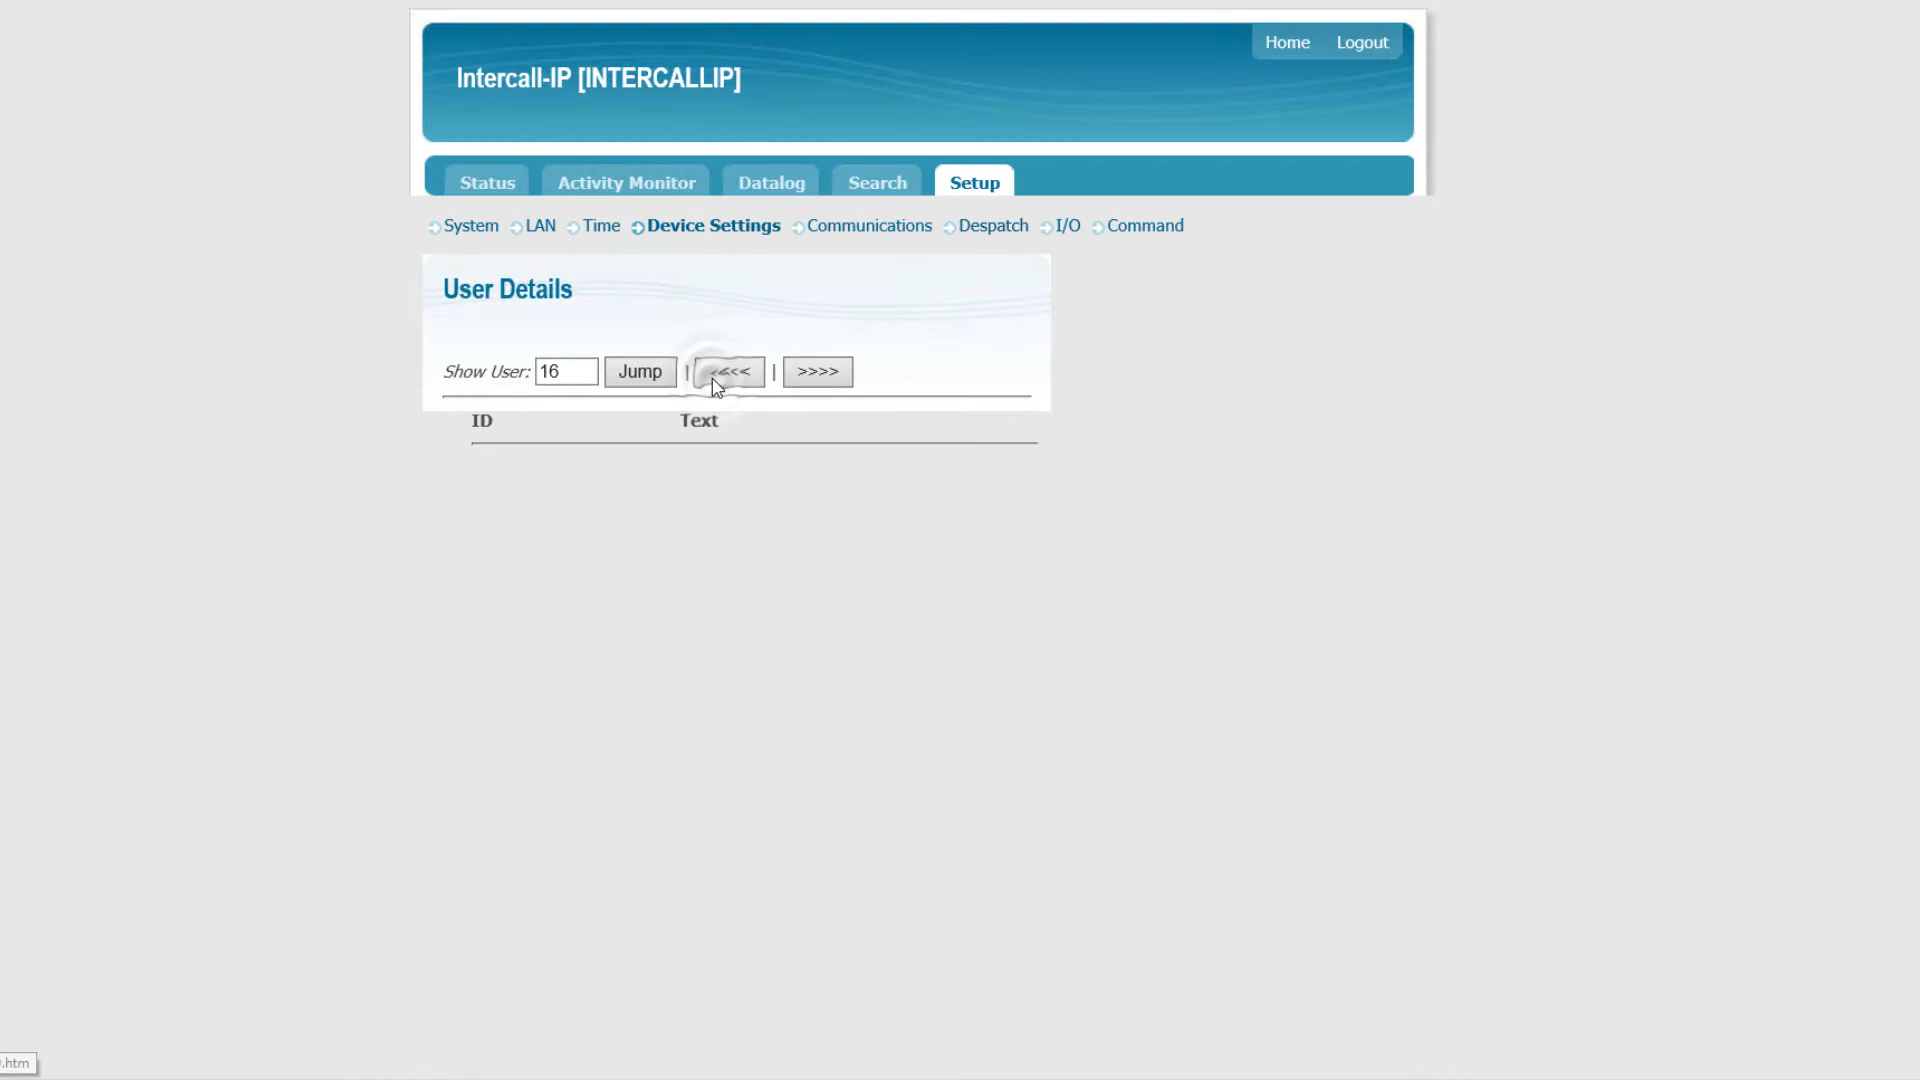 Home Logout
Intercall-IP [INTERCALLIP]
Status Activity Monitor Datalog Search Setup
System LAN Time Device Settings Communications Despatch I/O Command
User Details
Show User: 16 Jump | <<<< | >>>>
ID Text
.htm